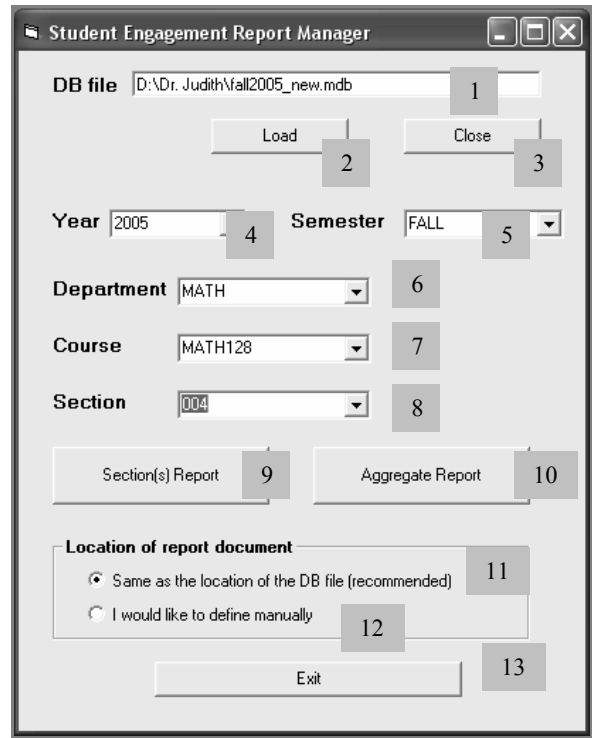 Student Engagement Report Manager
DB file D:\Dr. Judith\fall2005_new.mdb 1
Load Close
2 3
Year 2005 4 Semester FALL 5
Department MATH 6
Course MATH128 7
Section 004 8
Section(s) Report 9 Aggregate Report 10
Location of report document
Same as the location of the DB file (recommended) 11
I would like to define manually 12
Exit 13